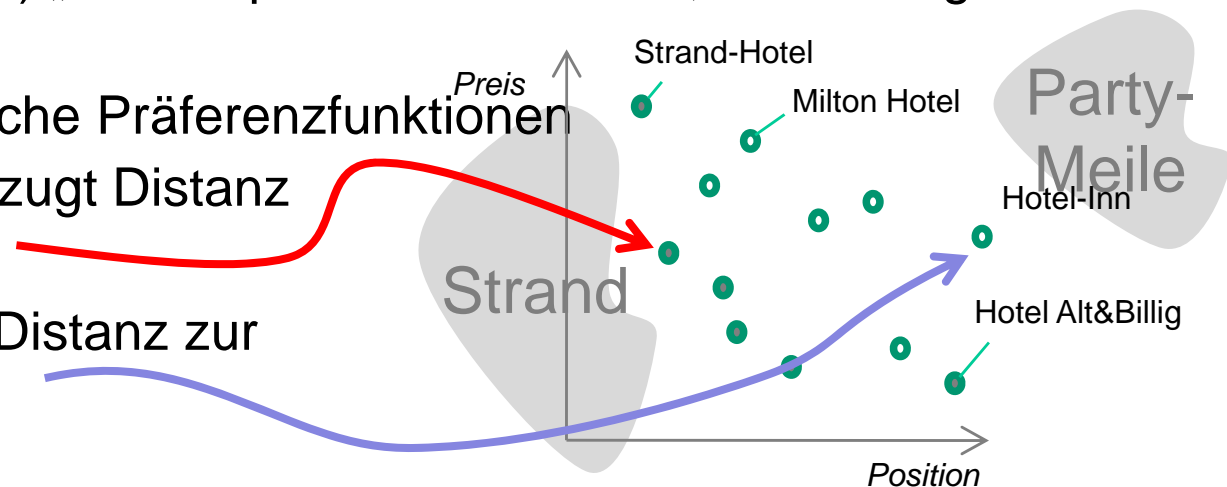 Strand-Hotel
Preis
Milton Hotel
Party-
Meile
che Präferenzfunktionen
zugt Distanz
Hotel-Inn
Strand
Distanz zur
Hotel Alt&Billig
Position